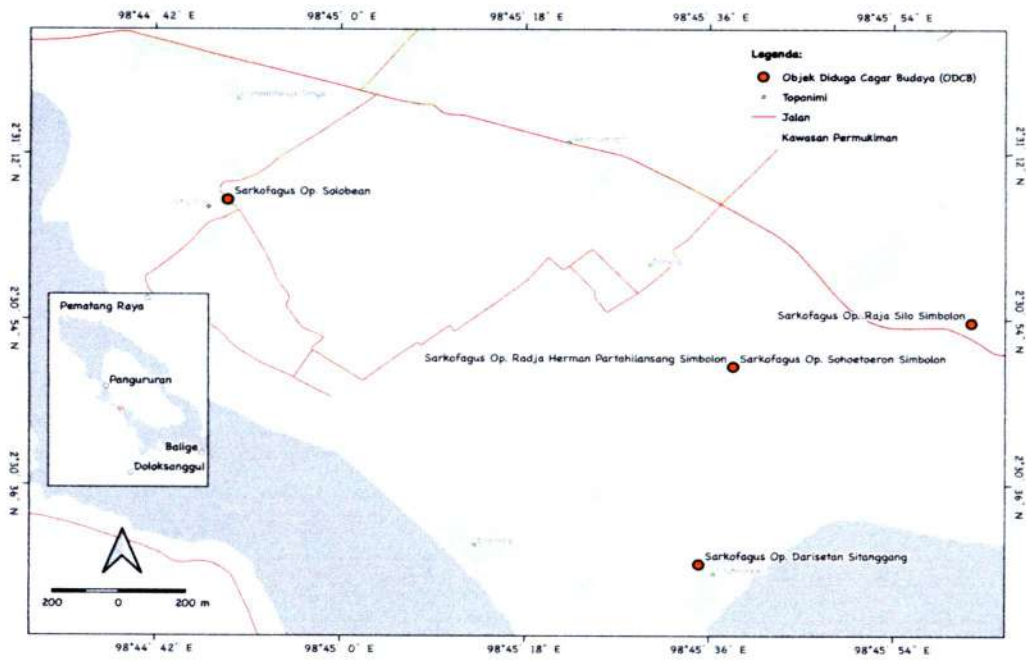 98°44'42" E
98°45'0" E
98°45'18" E
98°45'36" E
98°45'54" E
Legenda:
Objek Diduga Cagar Budaya (ODCB)
Toponimi
Jalan
Kawasan Permukiman
2°31'12" N
2°31'12" N
Sarkofagus Op. Solobean
2°30'54" N
2°30'54" N
Sarkofagus Op. Raja Silo Simbolon
Sarkofagus Op. Radja Herman Partahilansang Simbolon
Sarkofagus Op. Sohoetoeron Simbolon
Pematang Raya
Pangururan
Balige
Doloksanggul
2°30'36" N
2°30'36" N
Sarkofagus Op. Darisetan Sitanggang
200 0 200 m
98°44'42" E
98°45'0" E
98°45'18" E
98°45'36" E
98°45'54" E